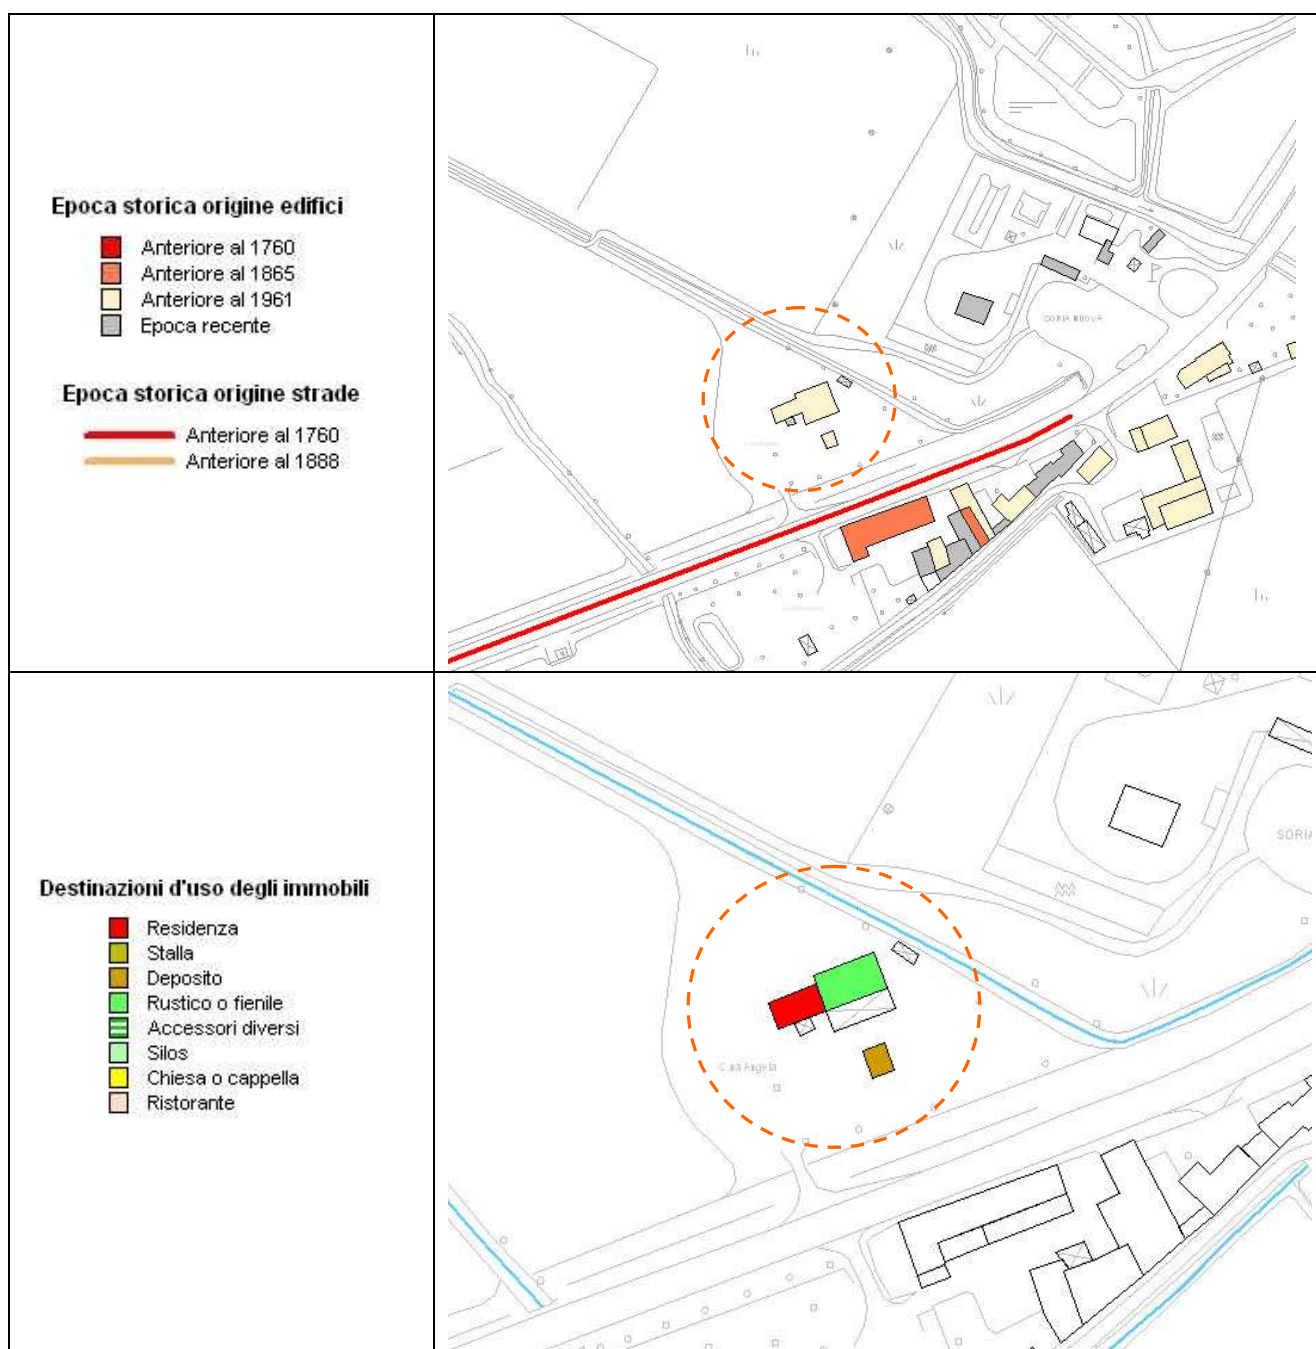 Epoca storica origine edifici
Anteriore al 1760
Anteriore al 1865
Anteriore al 1961
Epoca recente
Epoca storica origine strade
Anteriore al 1760
Anteriore al 1888
SORIA NUOVA
Destinazioni d'uso degli immobili
Residenza
Stalla
Deposito
Rustico o fienile
Accessori diversi
Silos
Chiesa o cappella
Ristorante
SORIA